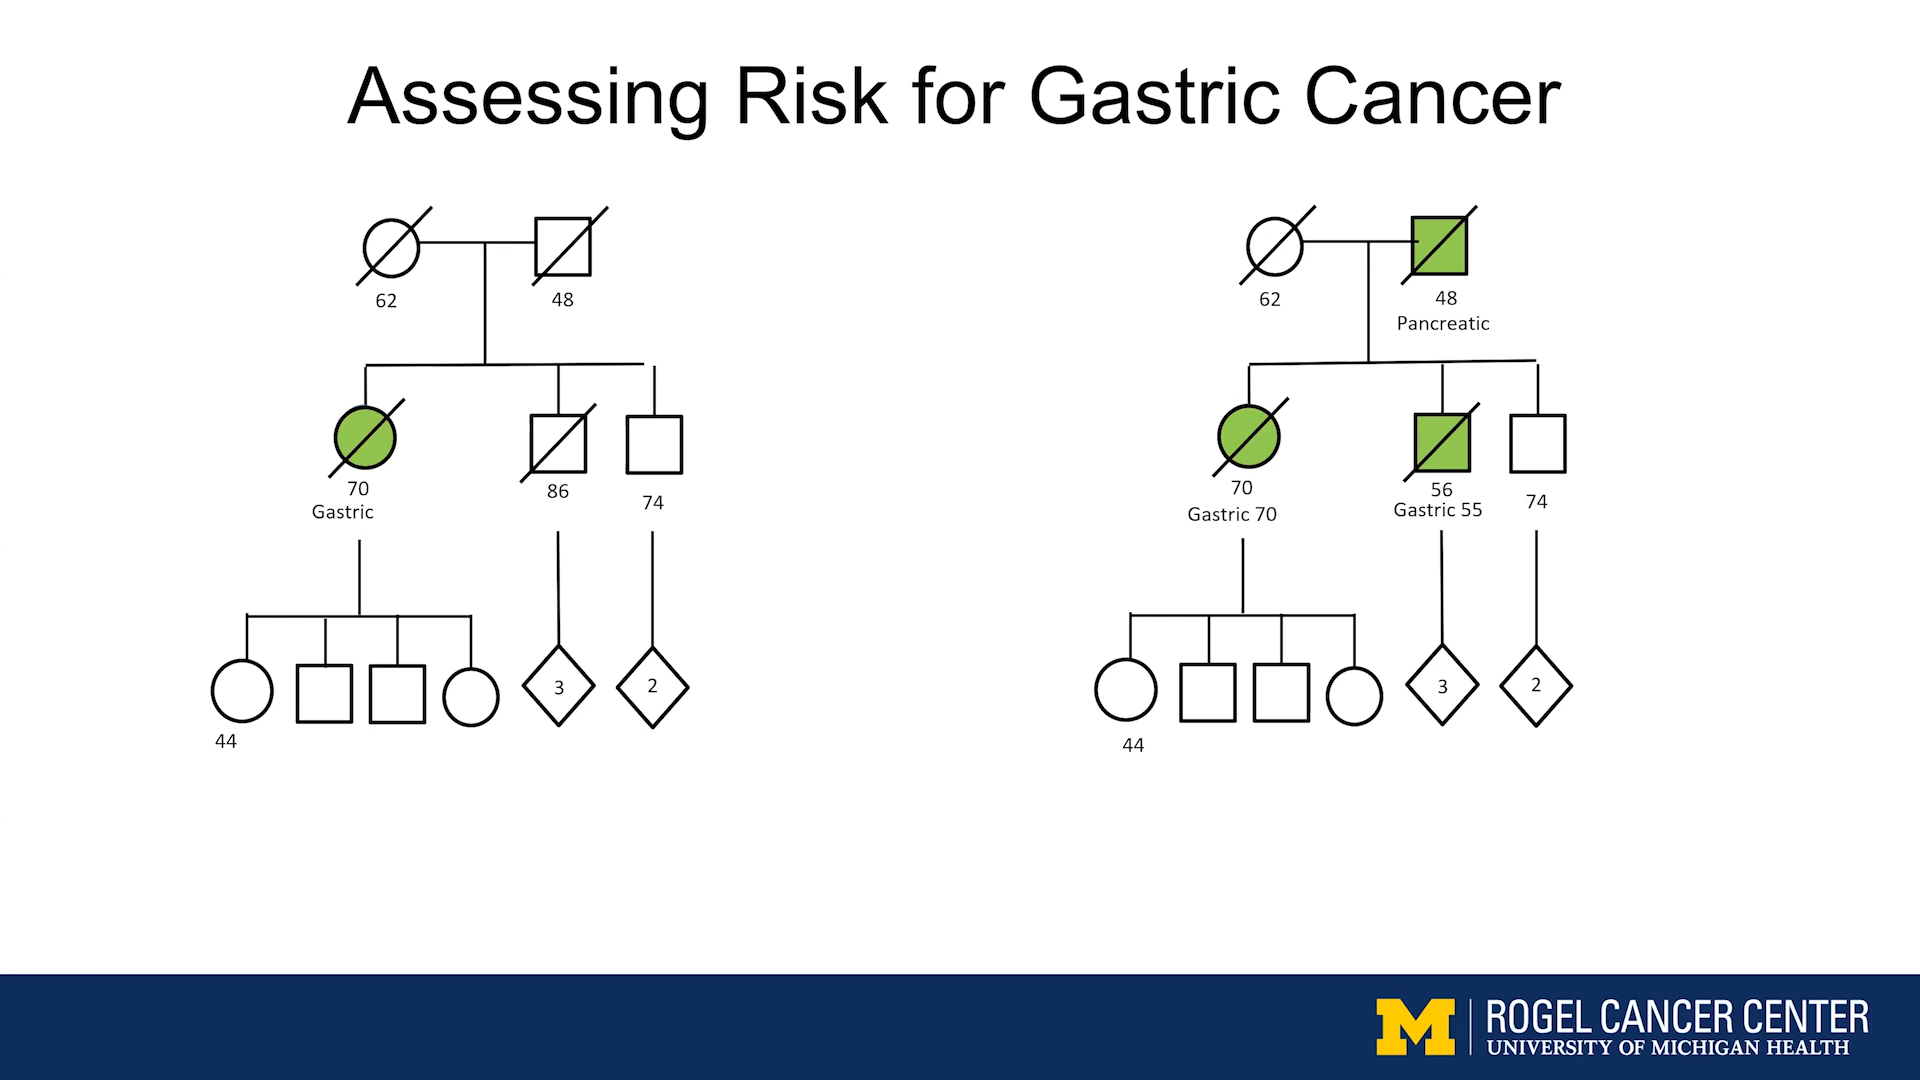 Assessing Risk for Gastric Cancer
62
48
70
Gastric
86
74
3
2
44
62
48
Pancreatic
70
Gastric 70
56
Gastric 55
74
3
2
44
M
ROGEL CANCER CENTER
UNIVERSITY OF MICHIGAN HEALTH